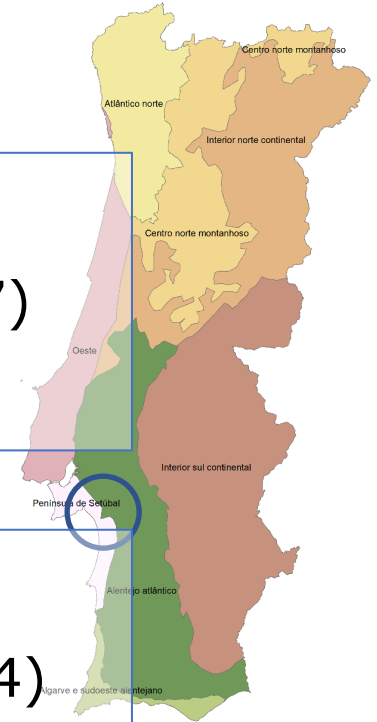 Centro norte montanhoso
Atlântico norte
Interior norte continental
Centro norte montanhoso
7)
Oeste
Interior sul continental
Península de Setúbal
Alentejo atlântico
4)
Algarve e sudoeste alentejano